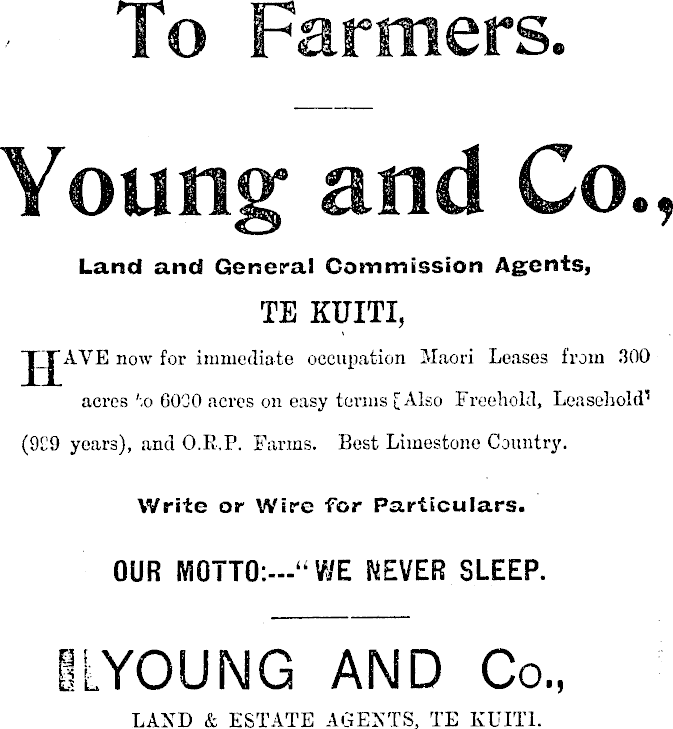 To Farmers.
Young and Co.,
Land and General Commission Agents,
TE KUITI,
HAVE now for immediate occupation Maori Leases from 300
acres to 6000 acres on easy terms [Also Freehold, Leasehold
(999 years), and O.R.P. Farms. Best Limestone Country.
Write or Wire for Particulars.
OUR MOTTO:---"WE NEVER SLEEP.
YOUNG AND Co.,
LAND & ESTATE AGENTS, TE KUITI.